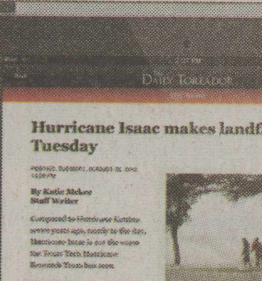 DAILY TOREADOR
Hurricane Isaac makes landf
Tuesday
By Katie McKee
Staff Writer
Compared to Hurricane Katrina
seven years ago, nearly to the day,
Hurricane Isaac is not the worst
the Texas Tech Hurricane
Research Team has seen.